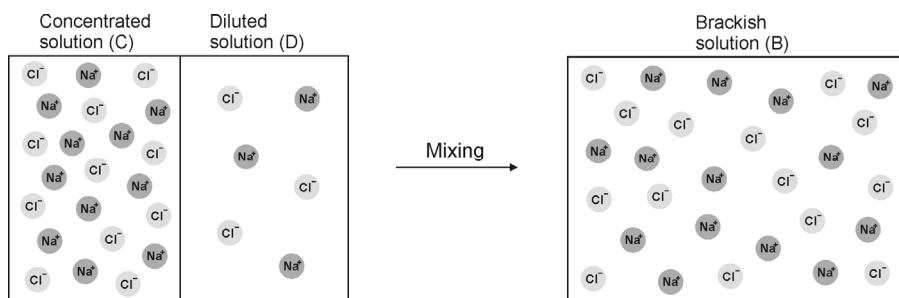 Concentrated
solution (C)
Diluted
solution (D)
Cl⁻ Na⁺ Cl⁻
Na⁺ Cl⁻ Na⁺
Cl⁻ Na⁺ Na⁺ Cl⁻
Na⁺ Cl⁻ Na⁺
Cl⁻ Na⁺ Cl⁻
Na⁺ Cl⁻ Na⁺
Cl⁻ Na⁺ Cl⁻
Cl⁻ Na⁺
Na⁺
Cl⁻
Cl⁻
Na⁺
Mixing
Brackish
solution (B)
Cl⁻ Na⁺ Na⁺ Cl⁻ Na⁺
Na⁺
Cl⁻ Cl⁻ Cl⁻ Cl⁻
Na⁺ Na⁺ Na⁺
Na⁺ Cl⁻ Cl⁻
Cl⁻ Cl⁻
Na⁺ Cl⁻ Na⁺
Na⁺ Na⁺
Cl⁻ Na⁺ Cl⁻ Na⁺ Cl⁻